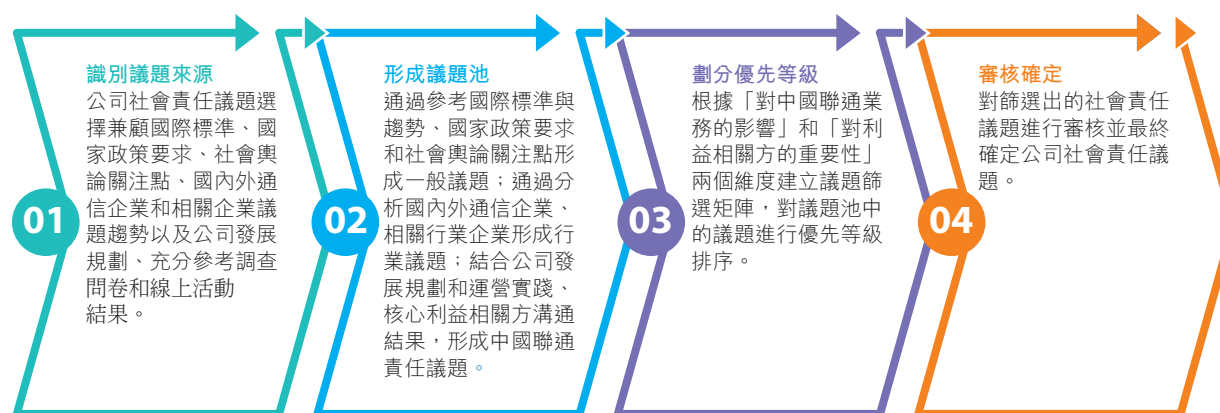 識別議題來源
公司社會責任議題選
擇兼顧國際標準、國
家政策要求、社會輿
論關注點、國內外通
信企業和相關企業議
題趨勢以及公司發展
規劃、充分參考調查
問卷和線上活動
結果。
01
形成議題池
通過參考國際標準與
趨勢、國家政策要求
和社會輿論關注點形
成一般議題；通過分
析國內外通信企業、
相關行業企業形成行
業議題；結合公司發
展規劃和運營實踐、
核心利益相關方溝通
結果，形成中國聯通
責任議題。
02
劃分優先等級
根據「對中國聯通業
務的影響」和「對利
益相關方的重要性」
兩個維度建立議題篩
選矩陣，對議題池中
的議題進行優先等級
排序。
03
審核確定
對篩選出的社會責任
議題進行審核並最終
確定公司社會責任議
題。
04